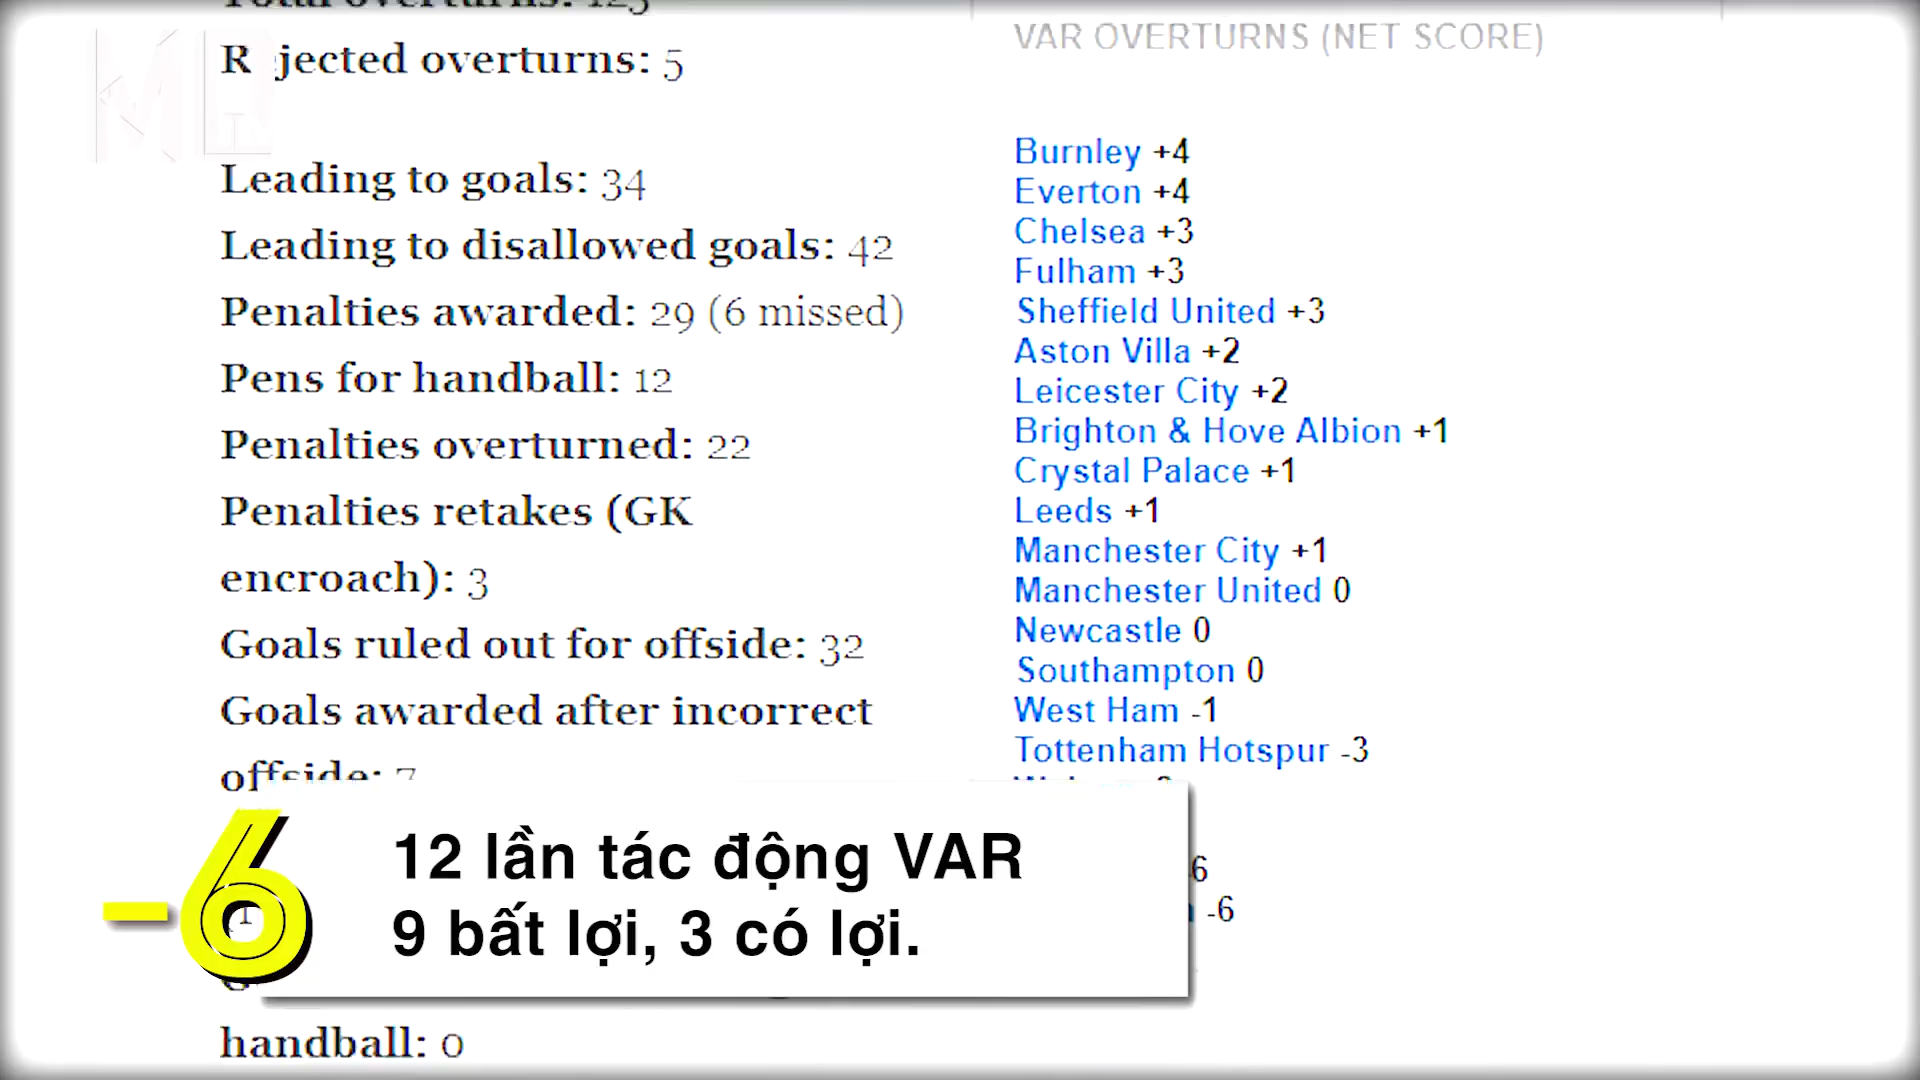 Total overturns: 123
Rejected overturns: 5
Leading to goals: 34
Leading to disallowed goals: 42
Penalties awarded: 29 (6 missed)
Pens for handball: 12
Penalties overturned: 22
Penalties retakes (GK
encroach): 3
Goals ruled out for offside: 32
Goals awarded after incorrect
offside: 7
handball: 0
VAR OVERTURNS (NET SCORE)
Burnley +4
Everton +4
Chelsea +3
Fulham +3
Sheffield United +3
Aston Villa +2
Leicester City +2
Brighton & Hove Albion +1
Crystal Palace +1
Leeds +1
Manchester City +1
Manchester United 0
Newcastle 0
Southampton 0
West Ham -1
Tottenham Hotspur -3
-6
-6
12 lần tác động VAR
9 bất lợi, 3 có lợi.